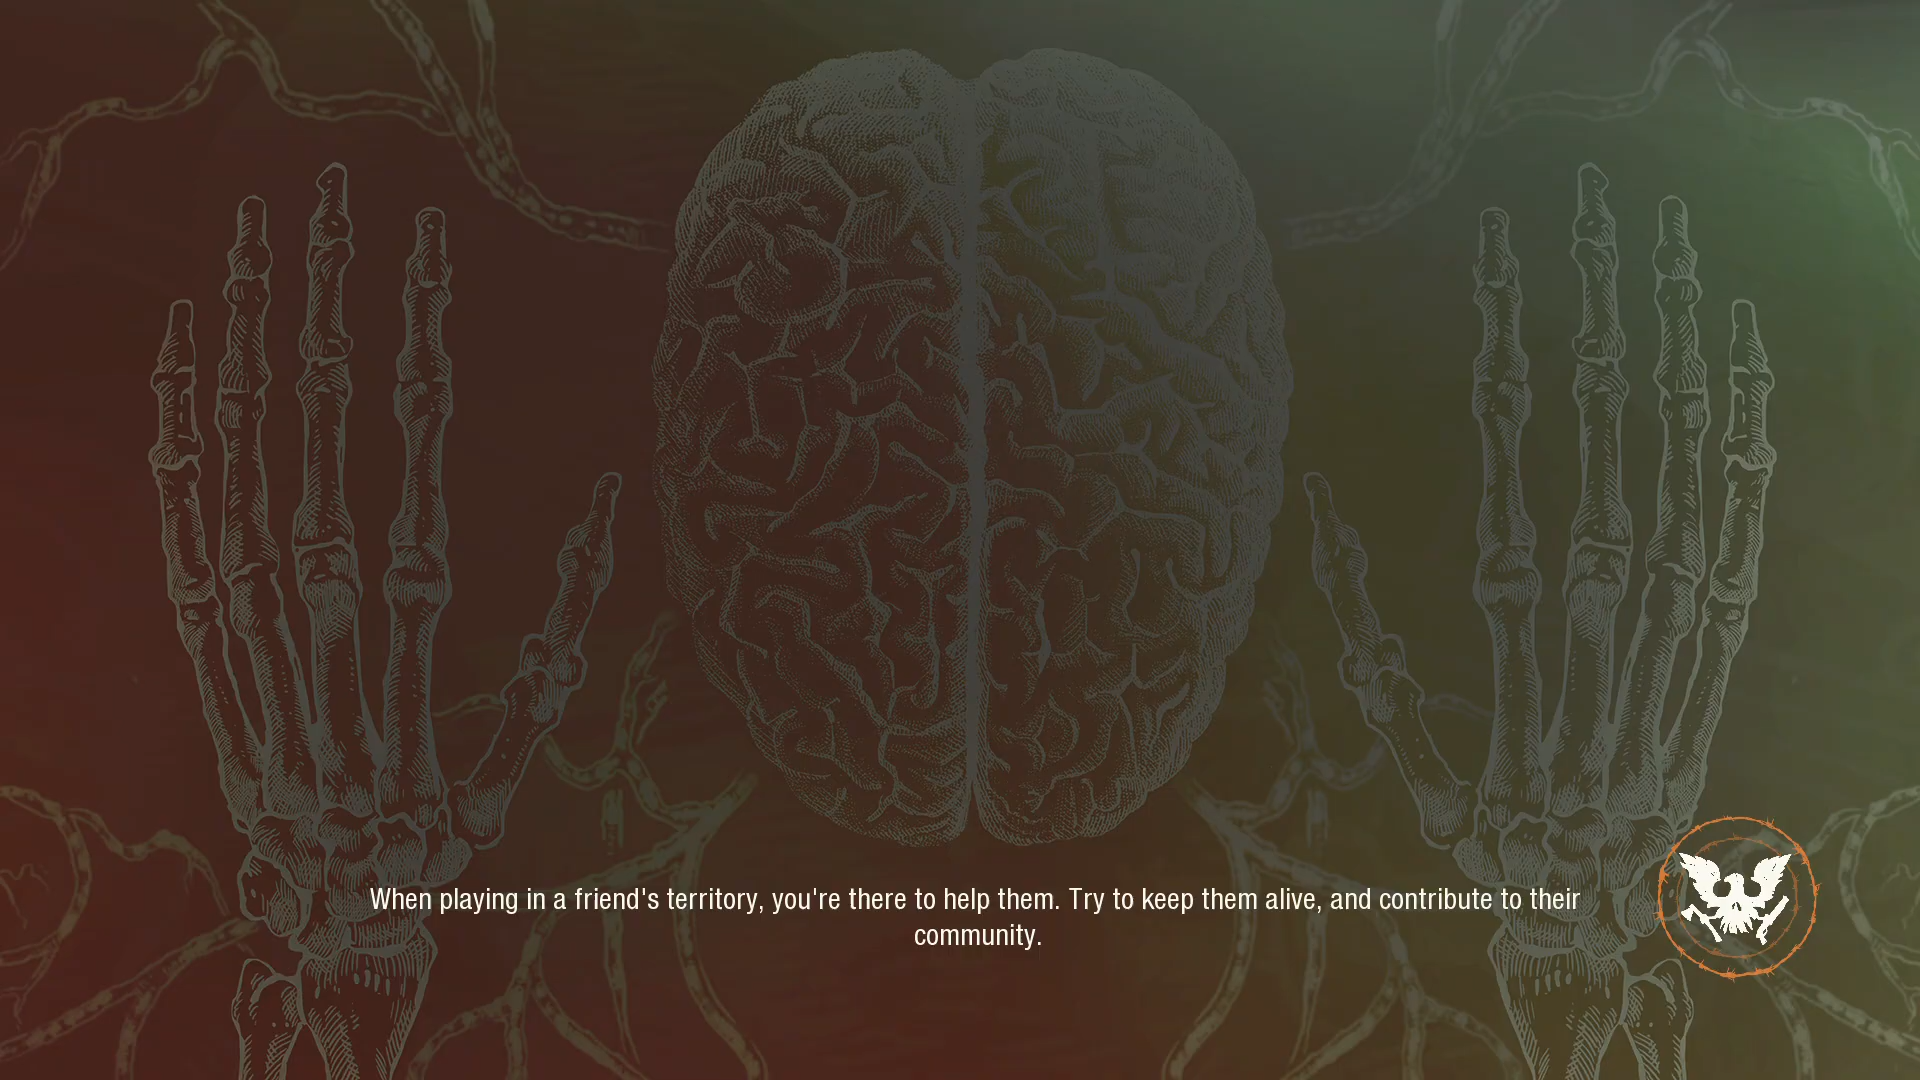 When playing in a friend's territory, you're there to help them. Try to keep them alive, and contribute to their
community.